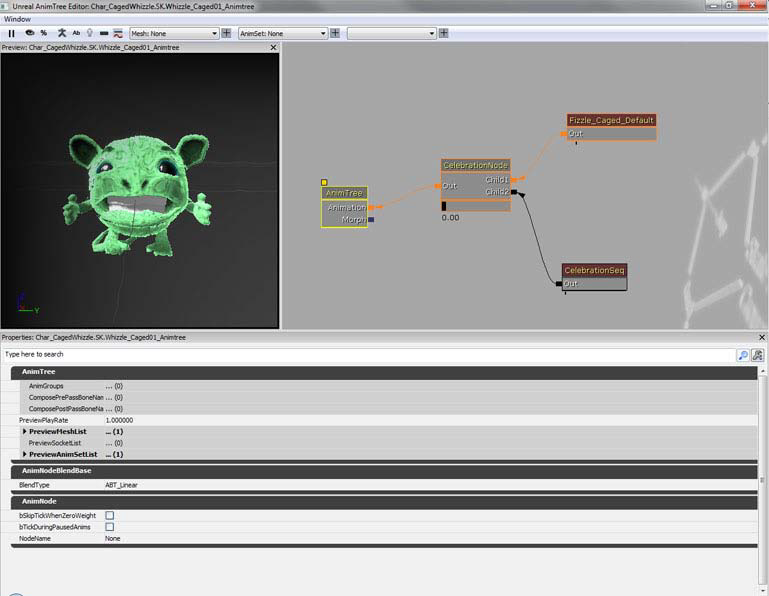 Unreal AnimTree Editor: Char_CagedWhizzle.SK.Whizzle_Caged01_Animtree
Window
% Ab Mesh: None AnimSet: None
Preview: Char_CagedWhizzle.SK.Whizzle_Caged01_Animtree
Fizzle_Caged_Default
Out
CelebrationNode
Out Child1
Child2
0.00
AnimTree
Animation
Morph
CelebrationSeq
Out
Z
Y
Properties: Char_CagedWhizzle.SK.Whizzle_Caged01_Animtree
Type here to search
AnimTree
AnimGroups ... (0)
ComposePrePassBoneNan ... (0)
ComposePostPassBoneNa ... (0)
PreviewPlayRate 1.000000
PreviewMeshList ... (1)
PreviewSocketList ... (0)
PreviewAnimSetList ... (1)
AnimNodeBlendBase
BlendType ABT_Linear
AnimNode
bSkipTickWhenZeroWeight
bTickDuringPausedAnims
NodeName None